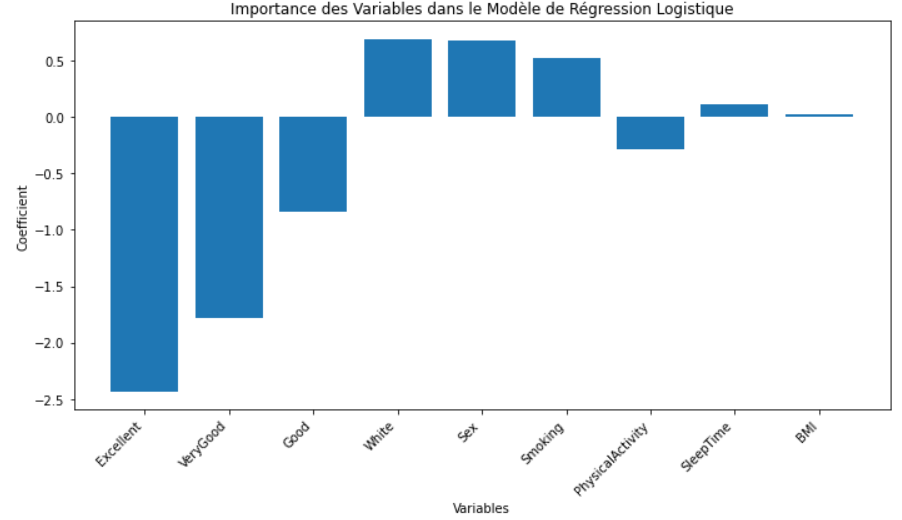 Importance des Variables dans le Modèle de Régression Logistique
0.5
0.0
−0.5
−1.0
−1.5
−2.0
−2.5
Coefficient
Excellent
VeryGood
Good
White
Sex
Smoking
PhysicalActivity
SleepTime
BMI
Variables